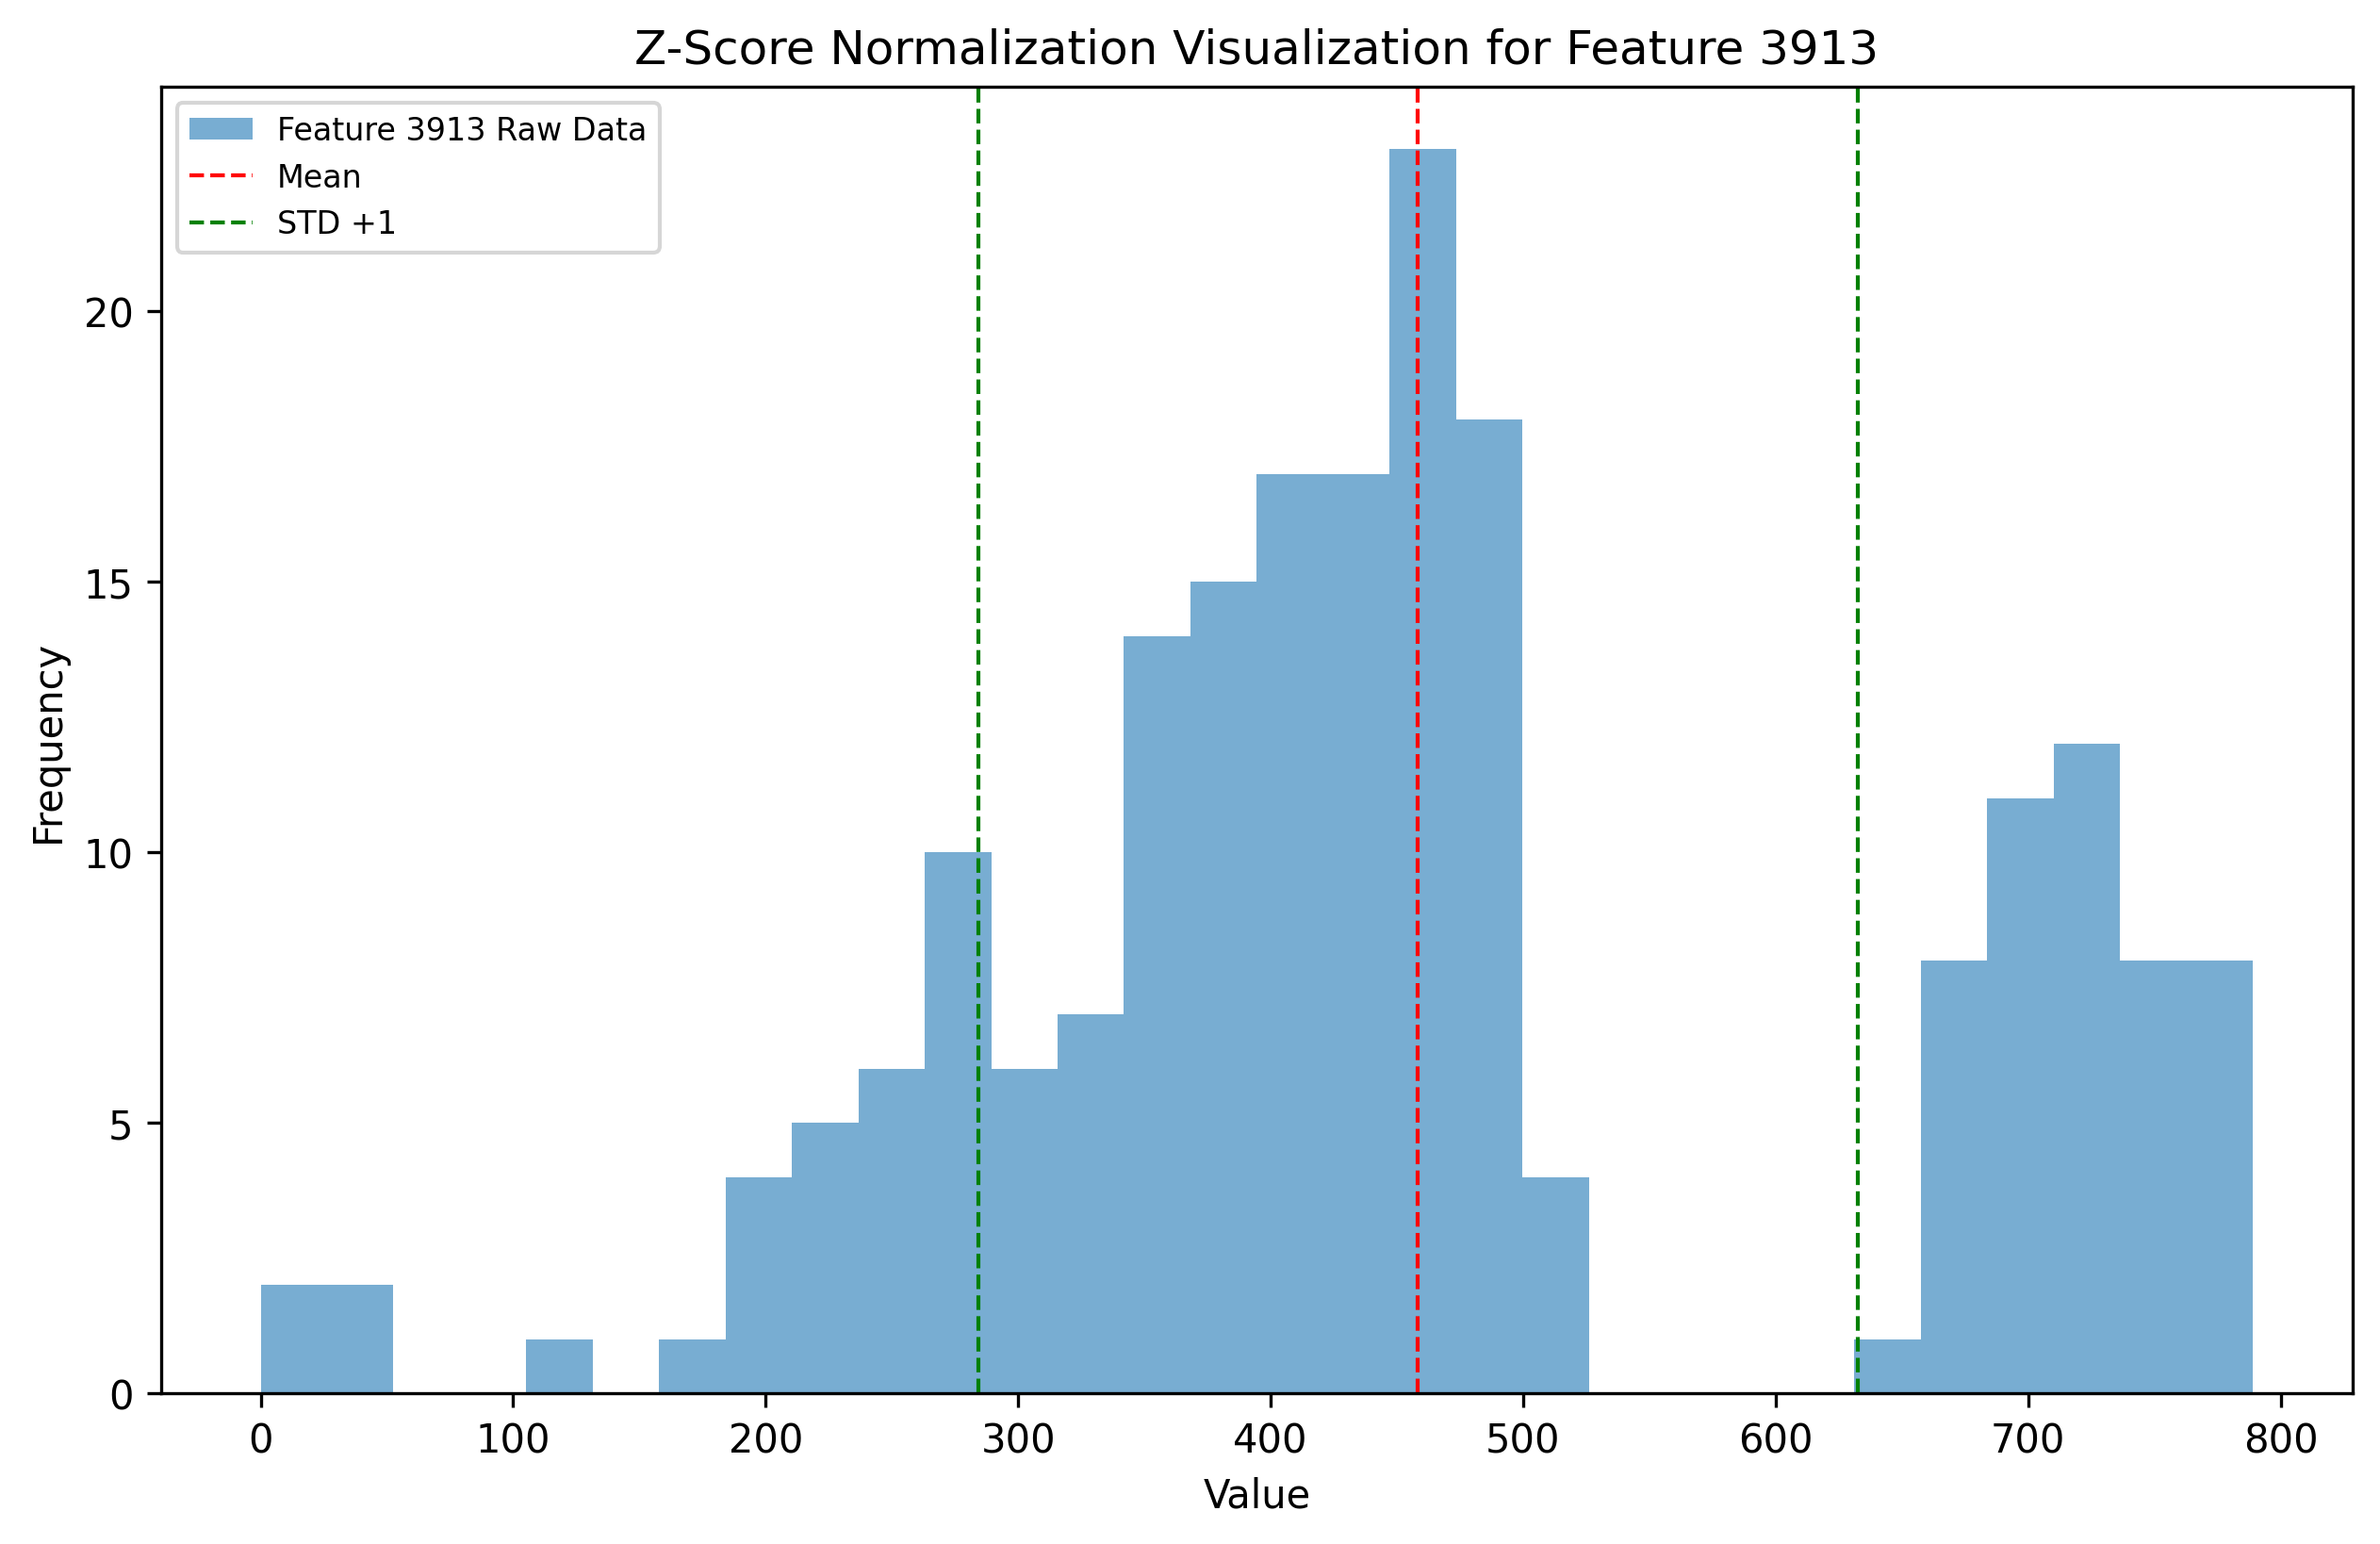 Z-Score Normalization Visualization for Feature 3913
Feature 3913 Raw Data
Mean
STD +1
20
15
10
5
0
Frequency
0 100 200 300 400 500 600 700 800
Value